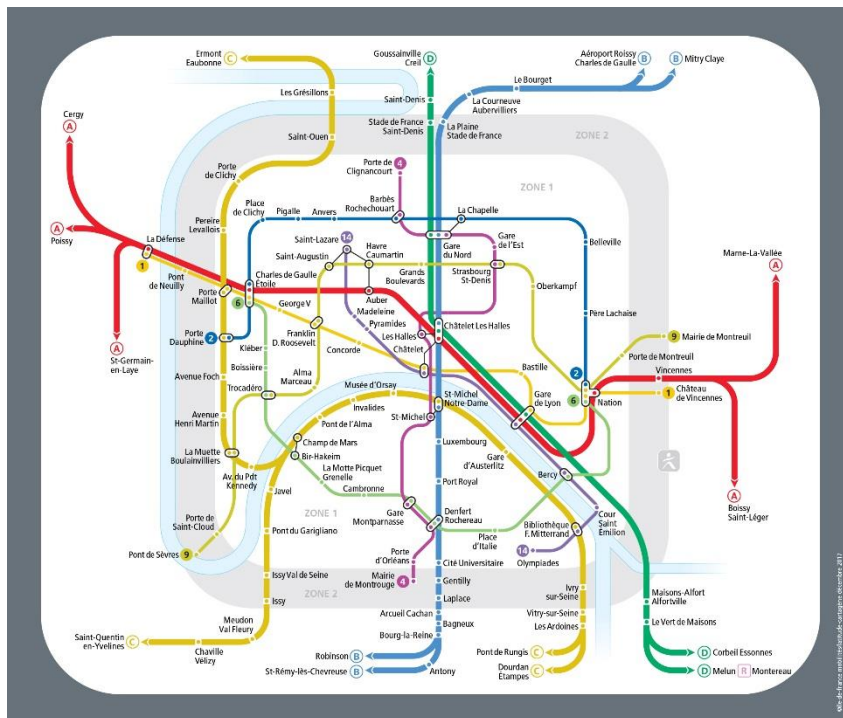 Ermont
Eaubonne
C
Goussainville
Creil
D
Aéroport Roissy
Charles de Gaulle
B
B
Mitry Claye
Le Bourget
Les Grésillons
Saint-Denis
La Courneuve
Aubervilliers
Cergy
A
Stade de France
Saint-Denis
La Plaine
Stade de France
Saint-Ouen
ZONE 2
Porte de
Clignancourt
4
Porte
de Clichy
ZONE 1
Place
de Clichy
Pigalle
Anvers
Barbès
Rochechouart
La Chapelle
Pereire
Levallois
A
Poissy
La Défense
1
Saint-Lazare
14
Havre
Caumartin
Gare
du Nord
Gare
de l'Est
Belleville
Saint-Augustin
Grands
Boulevards
Strasbourg
St-Denis
Marne-La-Vallée
A
Pont
de Neuilly
Charles de Gaulle
Étoile
Porte
Maillot
6
George V
Auber
Madeleine
Pyramides
Oberkampf
Père Lachaise
Porte
Dauphine
2
Franklin
D. Roosevelt
Concorde
Les Halles
Châtelet Les Halles
Châtelet
9
Mairie de Montreuil
A
St-Germain-
en-Laye
Kléber
Boissière
Porte de Montreuil
Vincennes
Avenue Foch
Trocadéro
Alma
Marceau
Musée d'Orsay
Bastille
2
6
Nation
1
Château
de Vincennes
Avenue
Henri Martin
Invalides
Pont de l'Alma
St-Michel
St-Michel
Notre-Dame
Gare
de Lyon
La Muette
Boulainvilliers
Champ de Mars
Bir-Hakeim
Luxembourg
Gare
d'Austerlitz
Av. du Pdt
Kennedy
La Motte Picquet
Grenelle
Cambronne
Port Royal
Bercy
A
Boissy
Saint-Léger
Javel
ZONE 1
Gare
Montparnasse
Denfert
Rochereau
Place
d'Italie
Bibliothèque
F. Mitterrand
Cour
Saint
Émilion
Porte de
Saint-Cloud
Pont du Garigliano
Pont de Sèvres
9
Porte
d'Orléans
14
Olympiades
Issy Val de Seine
Mairie
de Montrouge
4
Cité Universitaire
Gentilly
ZONE 2
Issy
Laplace
Ivry
sur-Seine
Maisons-Alfort
Alfortville
Meudon
Val Fleury
Arcueil Cachan
Bagneux
Vitry-sur-Seine
Les Ardoines
Le Vert de Maisons
Saint-Quentin
en-Yvelines
C
Chaville
Vélizy
Bourg-la-Reine
Robinson
B
Pont de Rungis
C
D
Corbeil Essonnes
St-Rémy-lès-Chevreuse
B
Antony
Dourdan
Étampes
C
D
Melun
R
Montereau